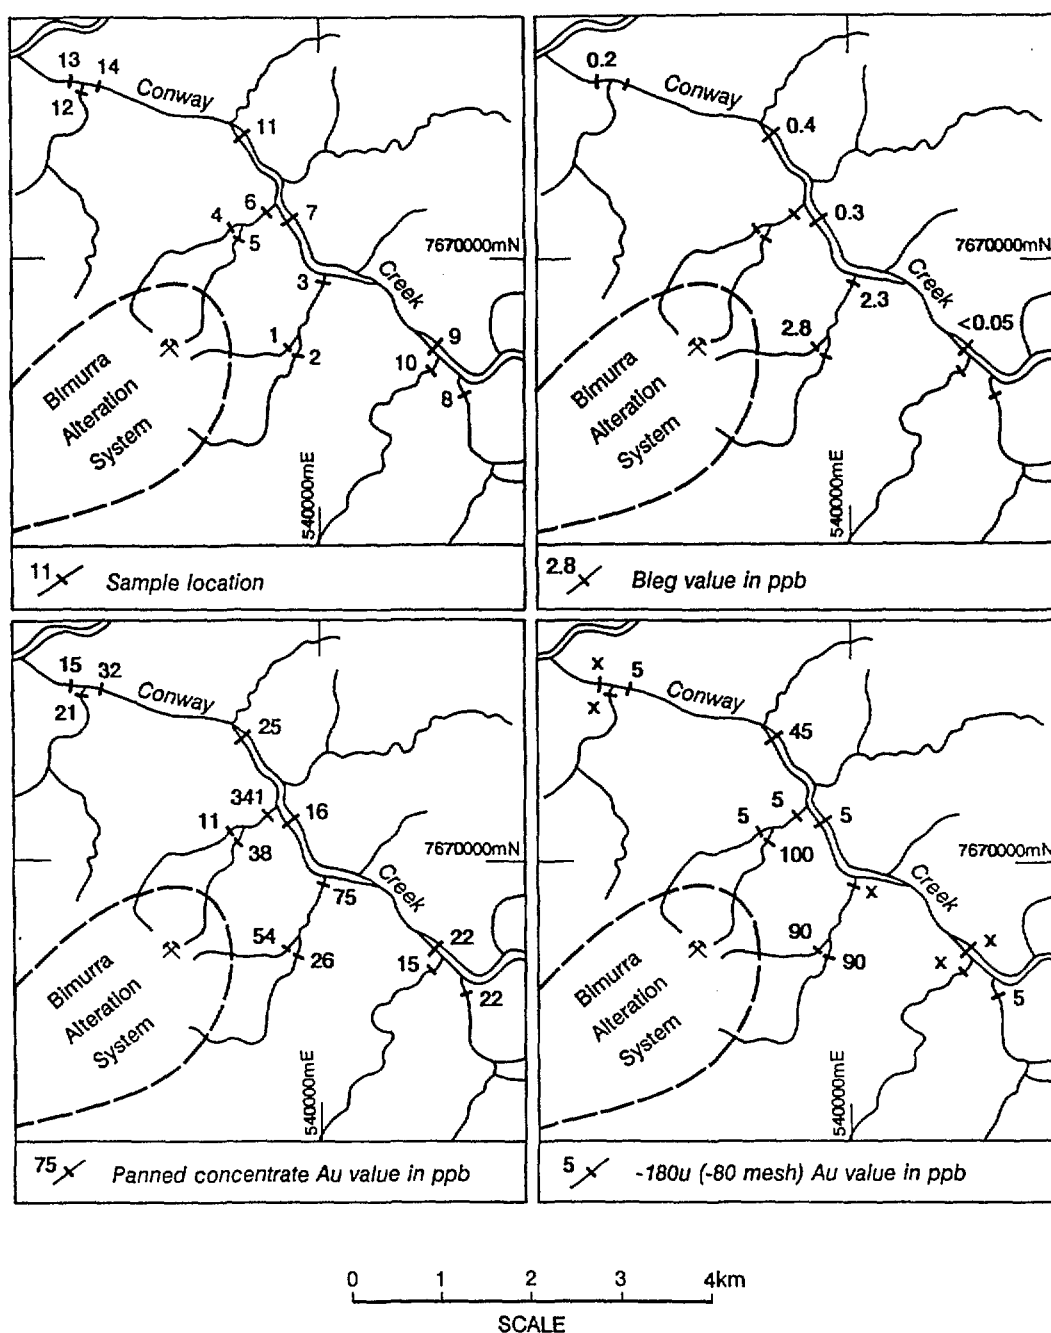 13
14
12
Conway
11
6
7
4
5
7670000mN
3
Creek
1
2
9
10
8
Bimurra
Alteration
System
540000mE
11 Sample location
0.2
Conway
0.4
0.3
7670000mN
2.3
Creek
2.8
<0.05
Bimurra
Alteration
System
540000mE
2.8 Bleg value in ppb
15
32
21
Conway
25
341
16
11
38
7670000mN
75
Creek
54
26
22
15
22
Bimurra
Alteration
System
540000mE
75 Panned concentrate Au value in ppb
x
5
x
Conway
45
5
5
5
100
7670000mN
x
Creek
90
90
x
x
5
Bimurra
Alteration
System
540000mE
5 -180u (-80 mesh) Au value in ppb
0 1 2 3 4km
SCALE